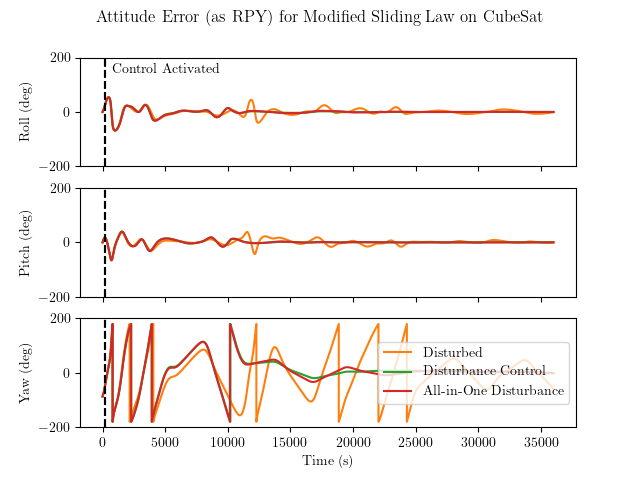 Attitude Error (as RPY) for Modified Sliding Law on CubeSat
200
Control Activated
0
Roll (deg)
−200
200
0
Pitch (deg)
−200
200
Disturbed
0
Disturbance Control
Yaw (deg)
All-in-One Disturbance
−200
0 5000 10000 15000 20000 25000 30000 35000
Time (s)